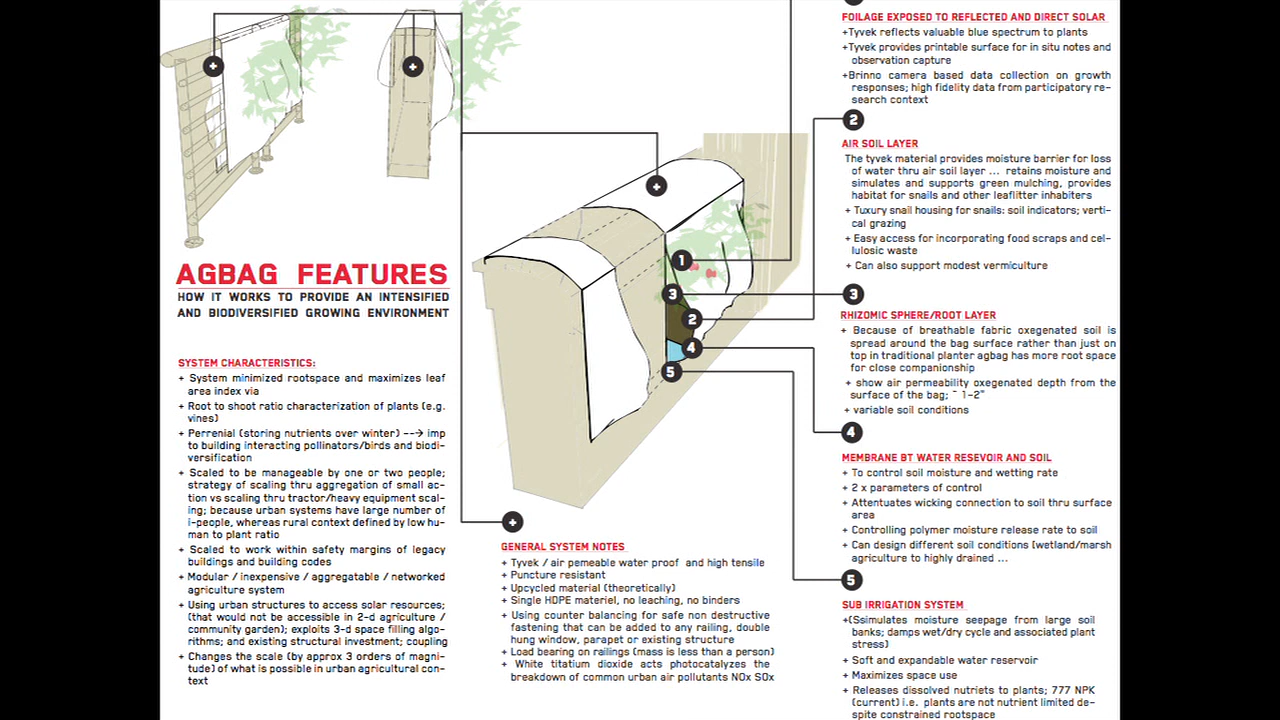 AGBAG FEATURES
HOW IT WORKS TO PROVIDE AN INTENSIFIED
AND BIODIVERSIFIED GROWING ENVIRONMENT
SYSTEM CHARACTERISTICS:
+ System minimized rootspace and maximizes leaf
area index via
+ Root to shoot ratio characterization of plants (e.g.
vines)
+ Perrenial (storing nutrients over winter) --→ imp
to building interacting pollinators/birds and biodi-
versification
+ Scaled to be manageable by one or two people;
strategy of scaling thru aggregation of small ac-
tion vs scaling thru tractor/heavy equipment scal-
ing; because urban systems have large number of
i-people, whereas rural context defined by low hu-
man to plant ratio
+ Scaled to work within safety margins of legacy
buildings and building codes
+ Modular / inexpensive / aggregatable / networked
agriculture system
+ Using urban structures to access solar resources;
(that would not be accessible in 2-d agriculture /
community garden); exploits 3-d space filling algo-
rithms; and existing structural investment; coupling
+ Changes the scale (by approx 3 orders of magni-
tude) of what is possible in urban agricultural con-
text
+
+
+
1
3
2
4
5
+
GENERAL SYSTEM NOTES
+ Tyvek / air pemeable water proof and high tensile
+ Puncture resistant
+ Upcycled material (theoretically)
+ Single HDPE materiel, no leaching, no binders
+ Using counter balancing for safe non destructive
fastening that can be added to any railing, double
hung window, parapet or existing structure
+ Load bearing on railings (mass is less than a person)
+ White titatium dioxide acts photocatalyzes the
breakdown of common urban air pollutants NOx SOx
FOILAGE EXPOSED TO REFLECTED AND DIRECT SOLAR
+Tyvek reflects valuable blue spectrum to plants
+Tyvek provides printable surface for in situ notes and
observation capture
+Brinno camera based data collection on growth
responses; high fidelity data from participatory re-
search context
2
AIR SOIL LAYER
The tyvek material provides moisture barrier for loss
of water thru air soil layer ... retains moisture and
simulates and supports green mulching, provides
habitat for snails and other leaflitter inhabiters
+ Tuxury snail housing for snails: soil indicators; verti-
cal grazing
+ Easy access for incorporating food scraps and cel-
lulosic waste
+ Can also support modest vermiculture
3
RHIZOMIC SPHERE/ROOT LAYER
+ Because of breathable fabric oxegenated soil is
spread around the bag surface rather than just on
top in traditional planter agbag has more root space
for close companionship
+ show air permeability oxegenated depth from the
surface of the bag; ~ 1-2"
+ variable soil conditions
4
MEMBRANE BT WATER RESEVOIR AND SOIL
+ To control soil moisture and wetting rate
+ 2 x parameters of control
+ Attentuates wicking connection to soil thru surface
area
+ Controlling polymer moisture release rate to soil
+ Can design different soil conditions (wetland/marsh
agriculture to highly drained ...
5
SUB IRRIGATION SYSTEM
+(Ssimulates moisture seepage from large soil
banks; damps wet/dry cycle and associated plant
stress)
+ Soft and expandable water reservoir
+ Maximizes space use
+ Releases dissolved nutriets to plants; 777 NPK
(current) i.e. plants are not nutrient limited de-
spite constrained rootspace